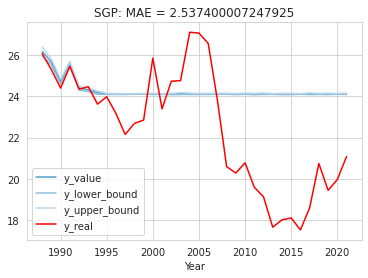 SGP: MAE = 2.537400007247925
26
24
22
20
18
y_value
y_lower_bound
y_upper_bound
y_real
1990 1995 2000 2005 2010 2015 2020
Year